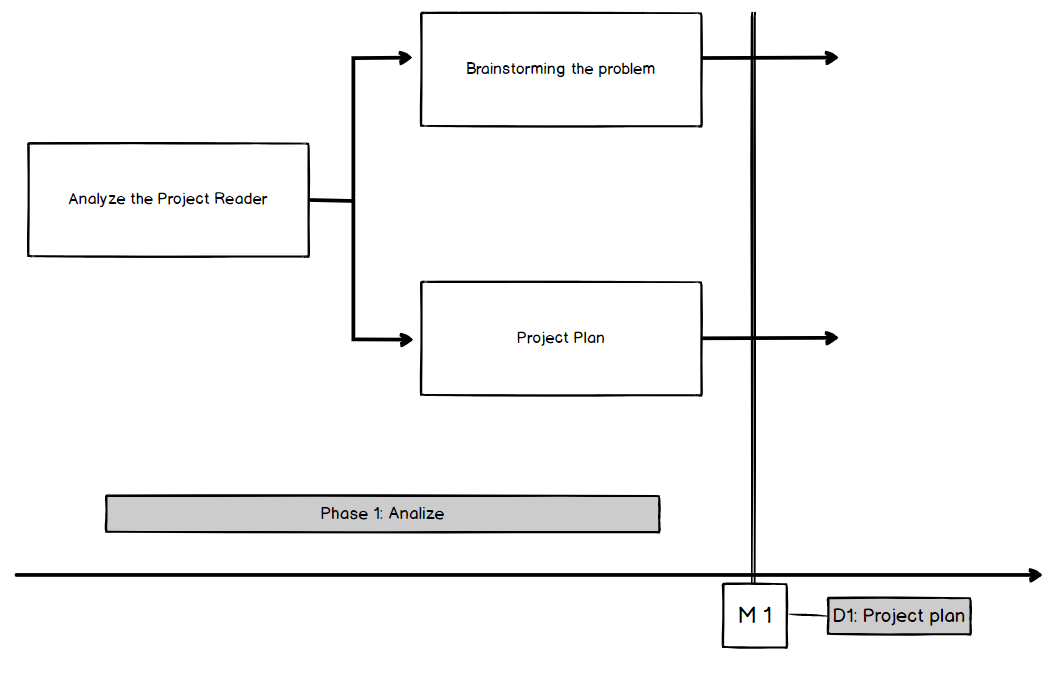 Brainstorming the problem
Analyze the Project Reader
Project Plan
Phase 1: Analize
M 1
D1: Project plan